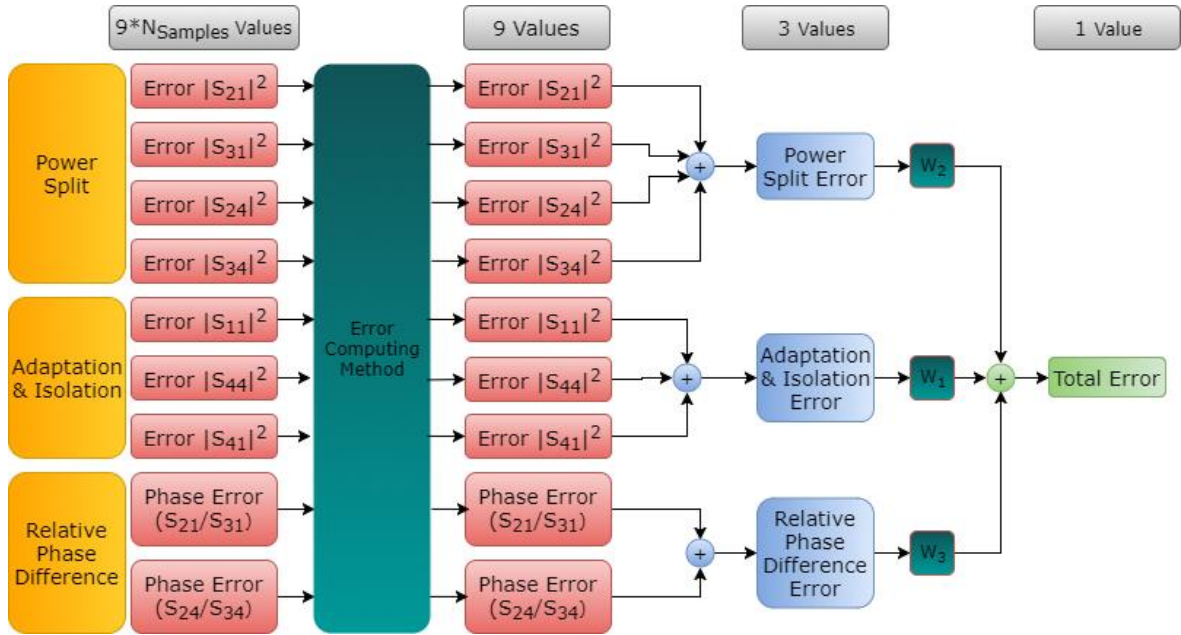 9*N_Samples Values
9 Values
3 Values
1 Value
Power
Split
Error |S₂₁|²
Error |S₃₁|²
Error |S₂₄|²
Error |S₃₄|²
Adaptation
& Isolation
Error |S₁₁|²
Error |S₄₄|²
Error |S₄₁|²
Relative
Phase
Difference
Phase Error
(S₂₁/S₃₁)
Phase Error
(S₂₄/S₃₄)
Error
Computing
Method
Error |S₂₁|²
Error |S₃₁|²
Error |S₂₄|²
Error |S₃₄|²
Error |S₁₁|²
Error |S₄₄|²
Error |S₄₁|²
Phase Error
(S₂₁/S₃₁)
Phase Error
(S₂₄/S₃₄)
+
+
+
Power
Split Error
Adaptation
& Isolation
Error
Relative
Phase
Difference
Error
W₂
W₁
W₃
+
Total Error